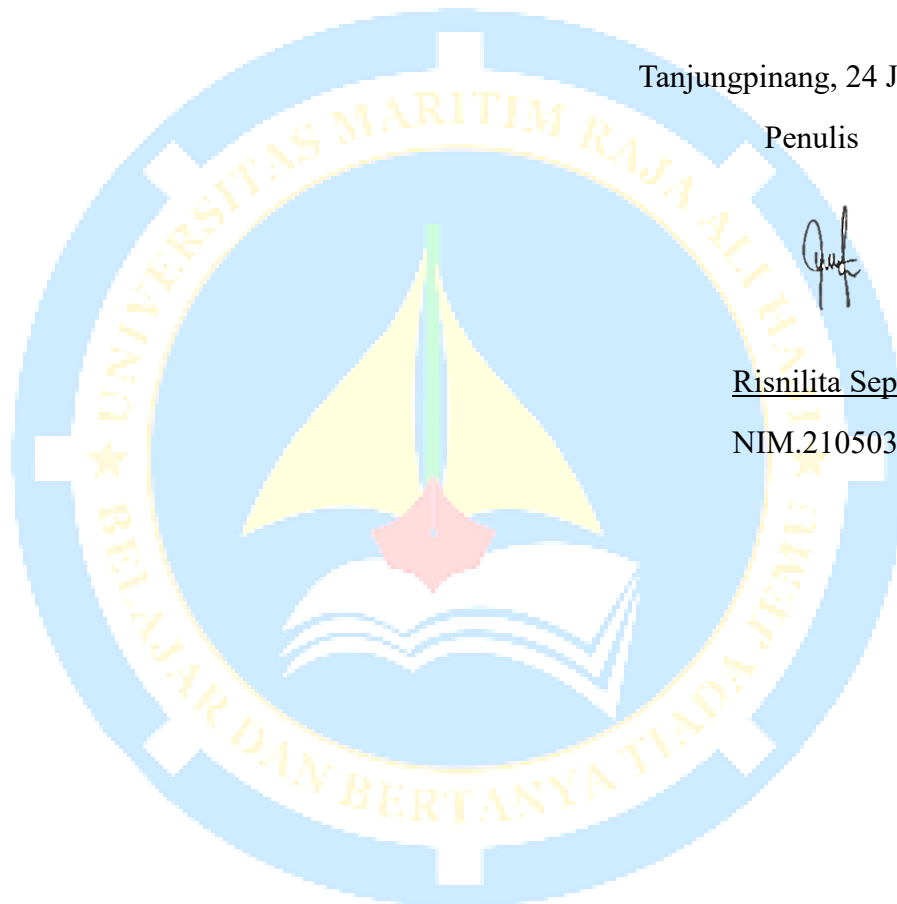 Tanjungpinang, 24 J
Penulis
Risnilita Sep
NIM.210503
UNIVERSITAS MARITIM RAJA ALI HAJI
BELAJAR DAN BERTANYA TIADA JEMU